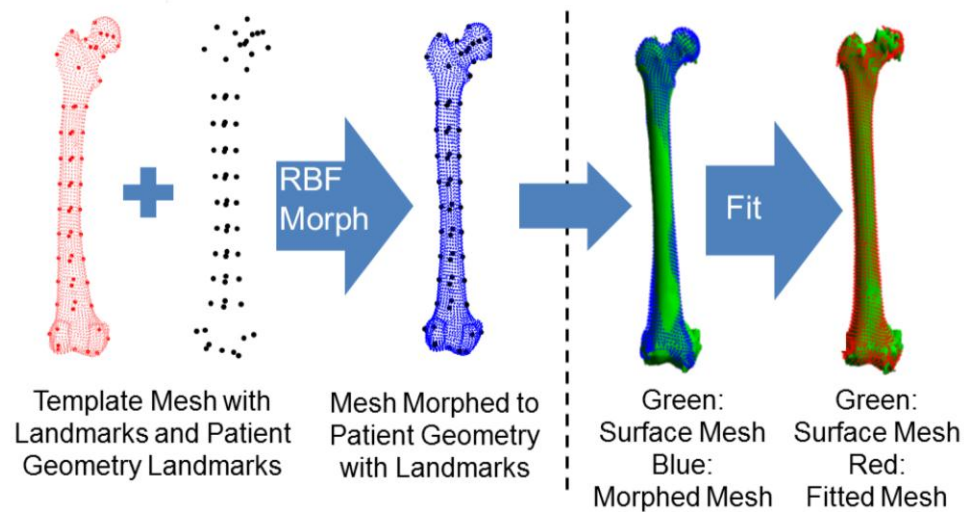 RBF
Morph
Fit
Template Mesh with
Landmarks and Patient
Geometry Landmarks
Mesh Morphed to
Patient Geometry
with Landmarks
Green:
Surface Mesh
Blue:
Morphed Mesh
Green:
Surface Mesh
Red:
Fitted Mesh